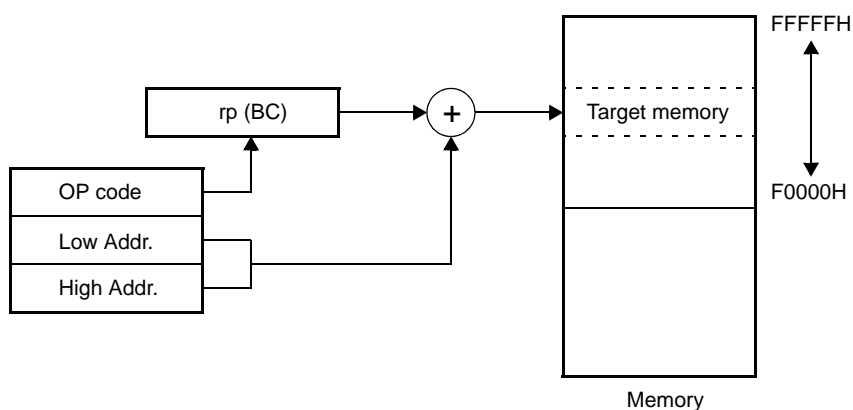 FFFFFH
rp (BC)
+
Target memory
OP code
F0000H
Low Addr.
High Addr.
Memory